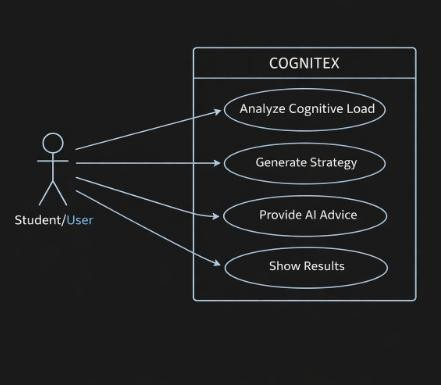 COGNITEX
Analyze Cognitive Load
Generate Strategy
Provide AI Advice
Student/User
Show Results